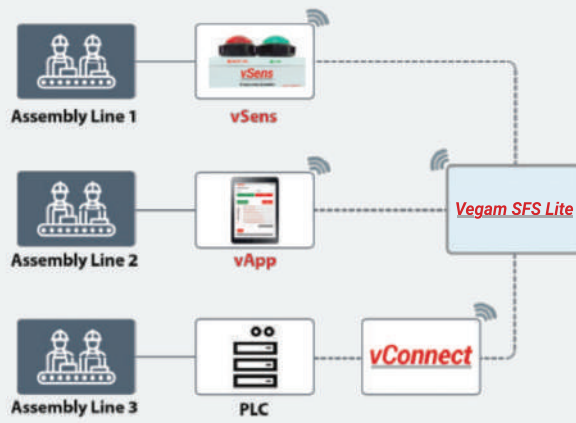 vSens
Assembly Line 1
vSens
Vegam SFS Lite
Assembly Line 2
vApp
vConnect
Assembly Line 3
PLC